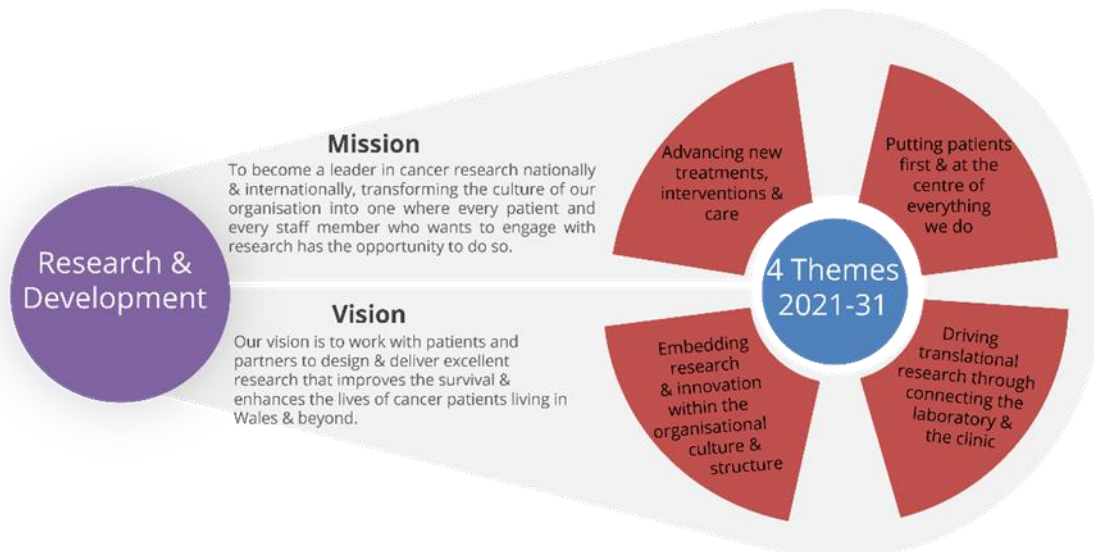 Research &
Development
Mission
To become a leader in cancer research nationally
& internationally, transforming the culture of our
organisation into one where every patient and
every staff member who wants to engage with
research has the opportunity to do so.
Vision
Our vision is to work with patients and
partners to design & deliver excellent
research that improves the survival &
enhances the lives of cancer patients living in
Wales & beyond.
Advancing new
treatments,
interventions &
care
Putting patients
first & at the
centre of
everything
we do
4 Themes
2021-31
Embedding
research
& innovation
within the
organisational
culture &
structure
Driving
translational
research through
connecting the
laboratory &
the clinic